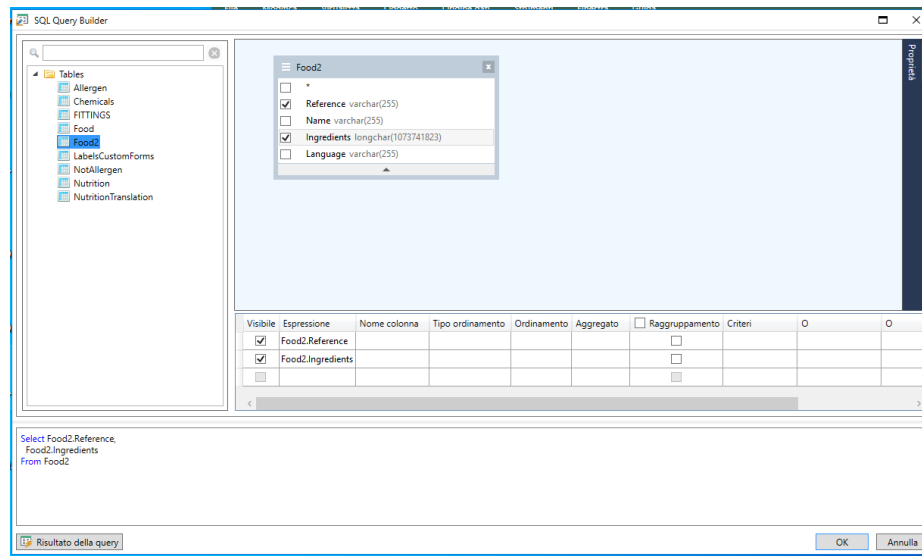 SQL Query Builder
Tables
Allergen
Chemicals
FITTINGS
Food
Food2
LabelsCustomForms
NotAllergen
Nutrition
NutritionTranslation
Food2
*
Reference varchar(255)
Name varchar(255)
Ingredients longchar(1073741823)
Language varchar(255)
Proprietà
Visibile Espressione Nome colonna Tipo ordinamento Ordinamento Aggregato Raggruppamento Criteri O O
Food2.Reference
Food2.Ingredients
Select Food2.Reference,
Food2.Ingredients
From Food2
Risultato della query
OK Annulla